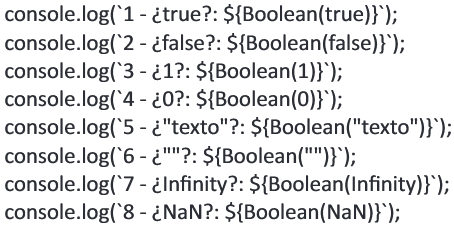 console.log(`1 - ¿true?: ${Boolean(true)}`);
console.log(`2 - ¿false?: ${Boolean(false)}`);
console.log(`3 - ¿1?: ${Boolean(1)}`);
console.log(`4 - ¿0?: ${Boolean(0)}`);
console.log(`5 - ¿"texto"?: ${Boolean("texto")}`);
console.log(`6 - ¿""?: ${Boolean("")}`);
console.log(`7 - ¿Infinity?: ${Boolean(Infinity)}`);
console.log(`8 - ¿NaN?: ${Boolean(NaN)}`);